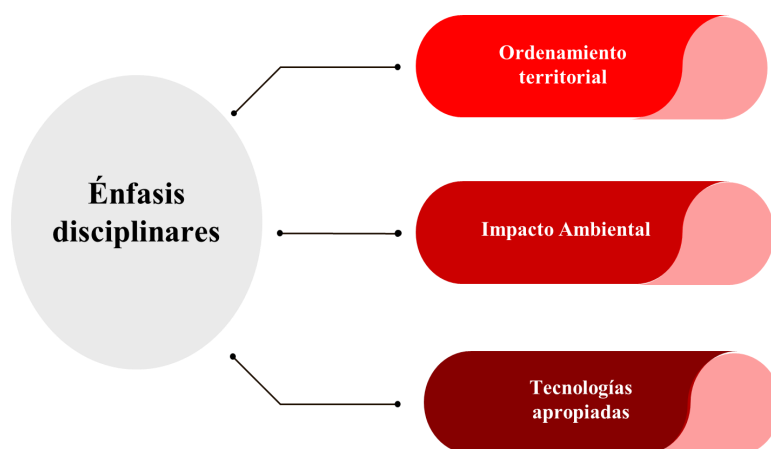 Énfasis
disciplinares
Ordenamiento
territorial
Impacto Ambiental
Tecnologías
apropiadas